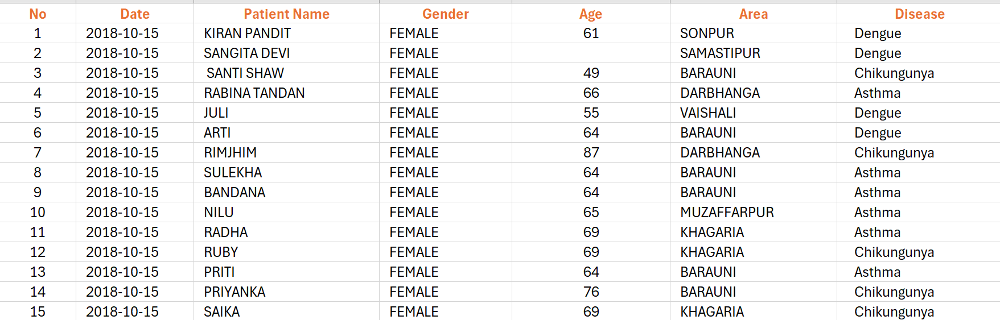 No Date Patient Name Gender Age Area Disease
1 2018-10-15 KIRAN PANDIT FEMALE 61 SONPUR Dengue
2 2018-10-15 SANGITA DEVI FEMALE SAMASTIPUR Dengue
3 2018-10-15 SANTI SHAW FEMALE 49 BARAUNI Chikungunya
4 2018-10-15 RABINA TANDAN FEMALE 66 DARBHANGA Asthma
5 2018-10-15 JULI FEMALE 55 VAISHALI Dengue
6 2018-10-15 ARTI FEMALE 64 BARAUNI Dengue
7 2018-10-15 RIMJHIM FEMALE 87 DARBHANGA Chikungunya
8 2018-10-15 SULEKHA FEMALE 64 BARAUNI Asthma
9 2018-10-15 BANDANA FEMALE 64 BARAUNI Asthma
10 2018-10-15 NILU FEMALE 65 MUZAFFARPUR Asthma
11 2018-10-15 RADHA FEMALE 69 KHAGARIA Asthma
12 2018-10-15 RUBY FEMALE 69 KHAGARIA Chikungunya
13 2018-10-15 PRITI FEMALE 64 BARAUNI Asthma
14 2018-10-15 PRIYANKA FEMALE 76 BARAUNI Chikungunya
15 2018-10-15 SAIKA FEMALE 69 KHAGARIA Chikungunya